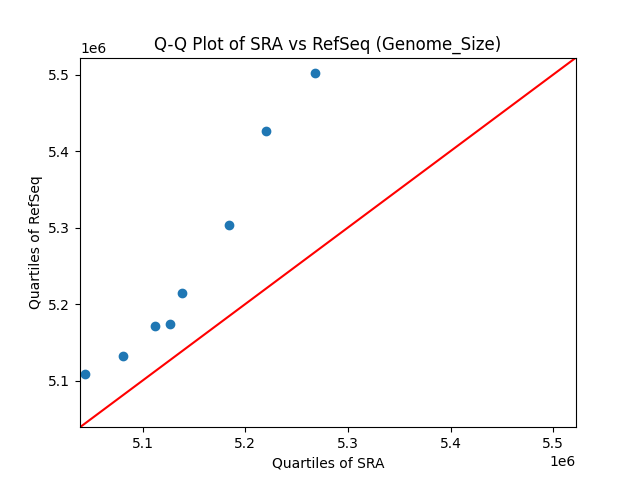 Q-Q Plot of SRA vs RefSeq (Genome_Size)
1e6
5.5
5.4
5.3
5.2
5.1
Quartiles of RefSeq
5.1 5.2 5.3 5.4 5.5
1e6
Quartiles of SRA